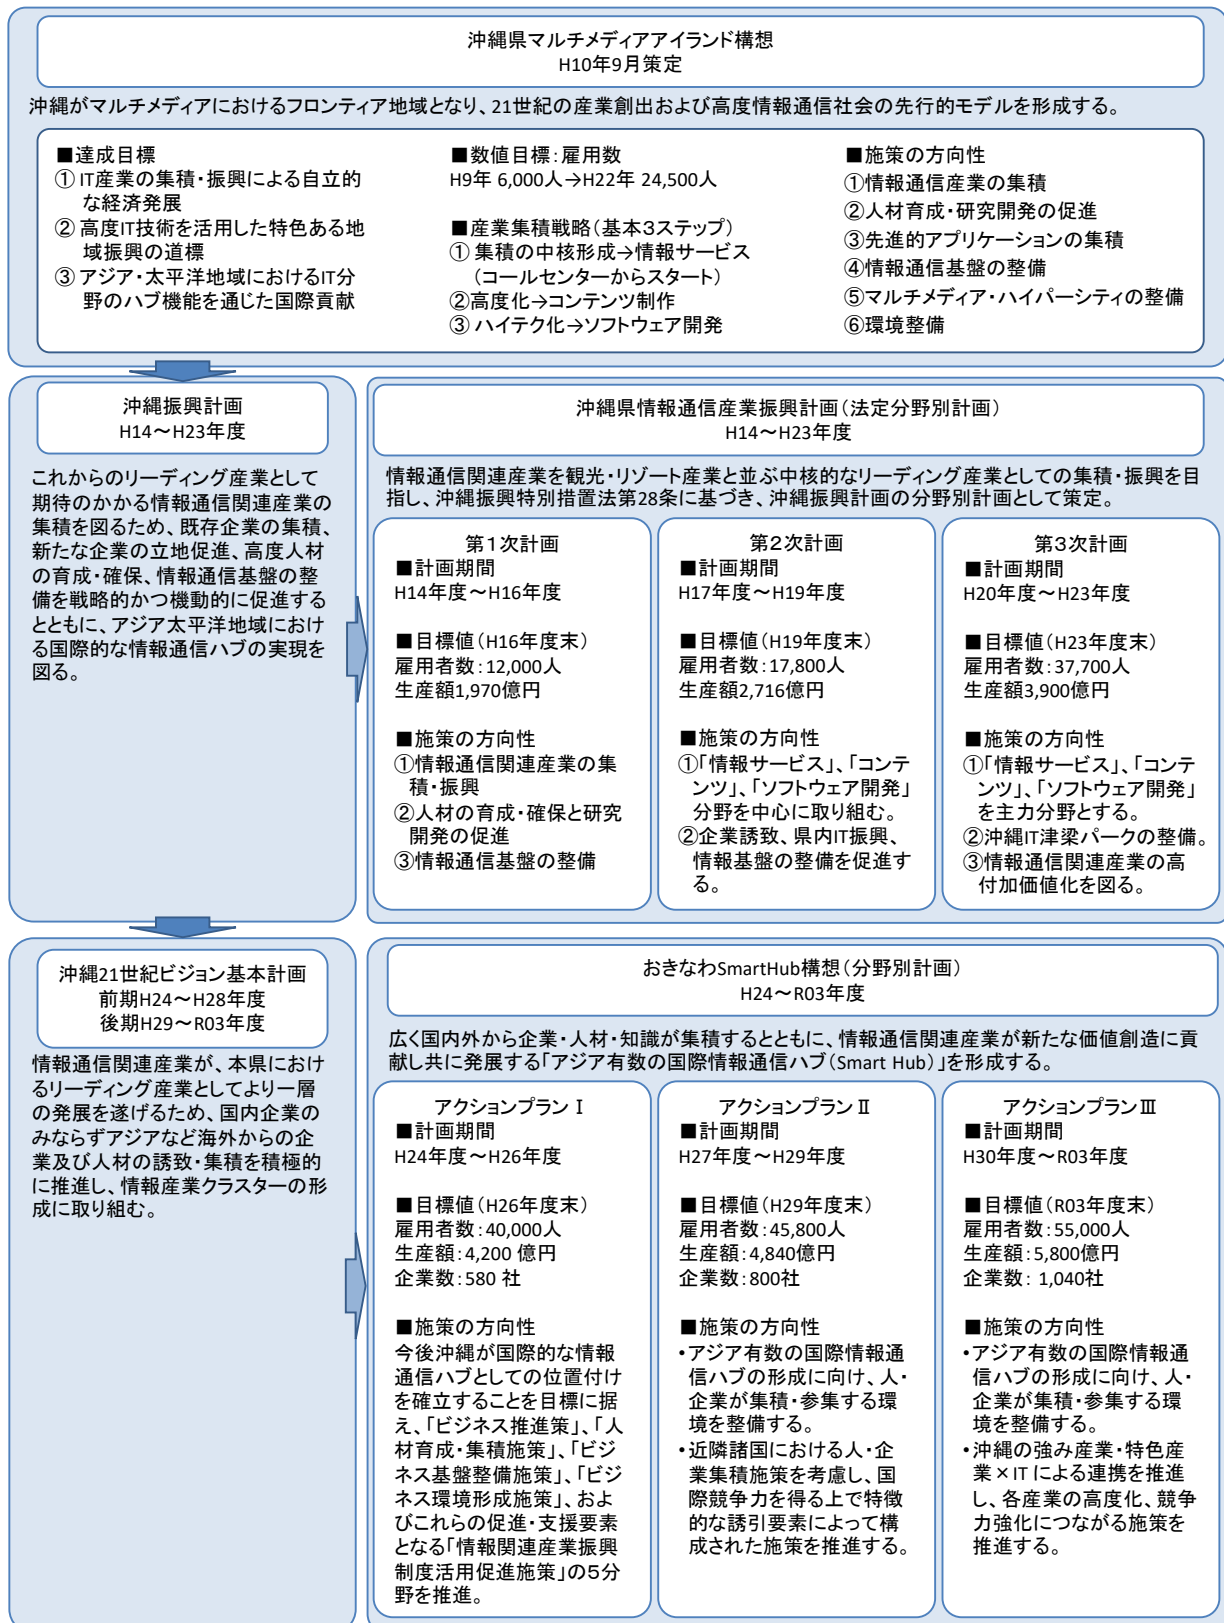 沖縄県マルチメディアアイランド構想
H10年9月策定
沖縄がマルチメディアにおけるフロンティア地域となり、21世紀の産業創出および高度情報通信社会の先行的モデルを形成する。
■達成目標
① IT産業の集積・振興による自立的
な経済発展
② 高度IT技術を活用した特色ある地
域振興の道標
③ アジア・太平洋地域におけるIT分
野のハブ機能を通じた国際貢献
■数値目標：雇用数
H9年 6,000人→H22年 24,500人
■産業集積戦略（基本３ステップ）
① 集積の中核形成→情報サービス
（コールセンターからスタート）
②高度化→コンテンツ制作
③ ハイテク化→ソフトウェア開発
■施策の方向性
①情報通信産業の集積
②人材育成・研究開発の促進
③先進的アプリケーションの集積
④情報通信基盤の整備
⑤マルチメディア・ハイパーシティの整備
⑥環境整備
沖縄振興計画
H14～H23年度
これからのリーディング産業として
期待のかかる情報通信関連産業の
集積を図るため、既存企業の集積、
新たな企業の立地促進、高度人材
の育成・確保、情報通信基盤の整
備を戦略的かつ機動的に促進する
とともに、アジア太平洋地域におけ
る国際的な情報通信ハブの実現を
図る。
沖縄県情報通信産業振興計画（法定分野別計画）
H14～H23年度
情報通信関連産業を観光・リゾート産業と並ぶ中核的なリーディング産業としての集積・振興を目
指し、沖縄振興特別措置法第28条に基づき、沖縄振興計画の分野別計画として策定。
第１次計画
■計画期間
H14年度～H16年度
■目標値（H16年度末）
雇用者数：12,000人
生産額1,970億円
■施策の方向性
①情報通信関連産業の集
積・振興
②人材の育成・確保と研究
開発の促進
③情報通信基盤の整備
第２次計画
■計画期間
H17年度～H19年度
■目標値（H19年度末）
雇用者数：17,800人
生産額2,716億円
■施策の方向性
①「情報サービス」、「コンテ
ンツ」、「ソフトウェア開発」
分野を中心に取り組む。
②企業誘致、県内IT振興、
情報基盤の整備を促進す
る。
第３次計画
■計画期間
H20年度～H23年度
■目標値（H23年度末）
雇用者数：37,700人
生産額3,900億円
■施策の方向性
①「情報サービス」、「コンテ
ンツ」、「ソフトウェア開発」
を主力分野とする。
②沖縄IT津梁パークの整備。
③情報通信関連産業の高
付加価値化を図る。
沖縄21世紀ビジョン基本計画
前期H24～H28年度
後期H29～R03年度
情報通信関連産業が、本県におけ
るリーディング産業としてより一層
の発展を遂げるため、国内企業の
みならずアジアなど海外からの企
業及び人材の誘致・集積を積極的
に推進し、情報産業クラスターの形
成に取り組む。
おきなわSmartHub構想（分野別計画）
H24～R03年度
広く国内外から企業・人材・知識が集積するとともに、情報通信関連産業が新たな価値創造に貢
献し共に発展する「アジア有数の国際情報通信ハブ（Smart Hub）」を形成する。
アクションプラン Ⅰ
■計画期間
H24年度～H26年度
■目標値（H26年度末）
雇用者数：40,000人
生産額：4,200 億円
企業数：580 社
■施策の方向性
今後沖縄が国際的な情報
通信ハブとしての位置付け
を確立することを目標に据
え、「ビジネス推進策」、「人
材育成・集積施策」、「ビジ
ネス基盤整備施策」、「ビジ
ネス環境形成施策」、およ
びこれらの促進・支援要素
となる「情報関連産業振興
制度活用促進施策」の５分
野を推進。
アクションプランⅡ
■計画期間
H27年度～H29年度
■目標値（H29年度末）
雇用者数：45,800人
生産額：4,840億円
企業数：800社
■施策の方向性
•アジア有数の国際情報通
信ハブの形成に向け、人・
企業が集積・参集する環
境を整備する。
•近隣諸国における人・企
業集積施策を考慮し、国
際競争力を得る上で特徴
的な誘引要素によって構
成された施策を推進する。
アクションプランⅢ
■計画期間
H30年度～R03年度
■目標値（R03年度末）
雇用者数：55,000人
生産額：5,800億円
企業数： 1,040社
■施策の方向性
•アジア有数の国際情報通
信ハブの形成に向け、人・
企業が集積・参集する環
境を整備する。
•沖縄の強み産業・特色産
業×ITによる連携を推進
し、各産業の高度化、競争
力強化につながる施策を
推進する。